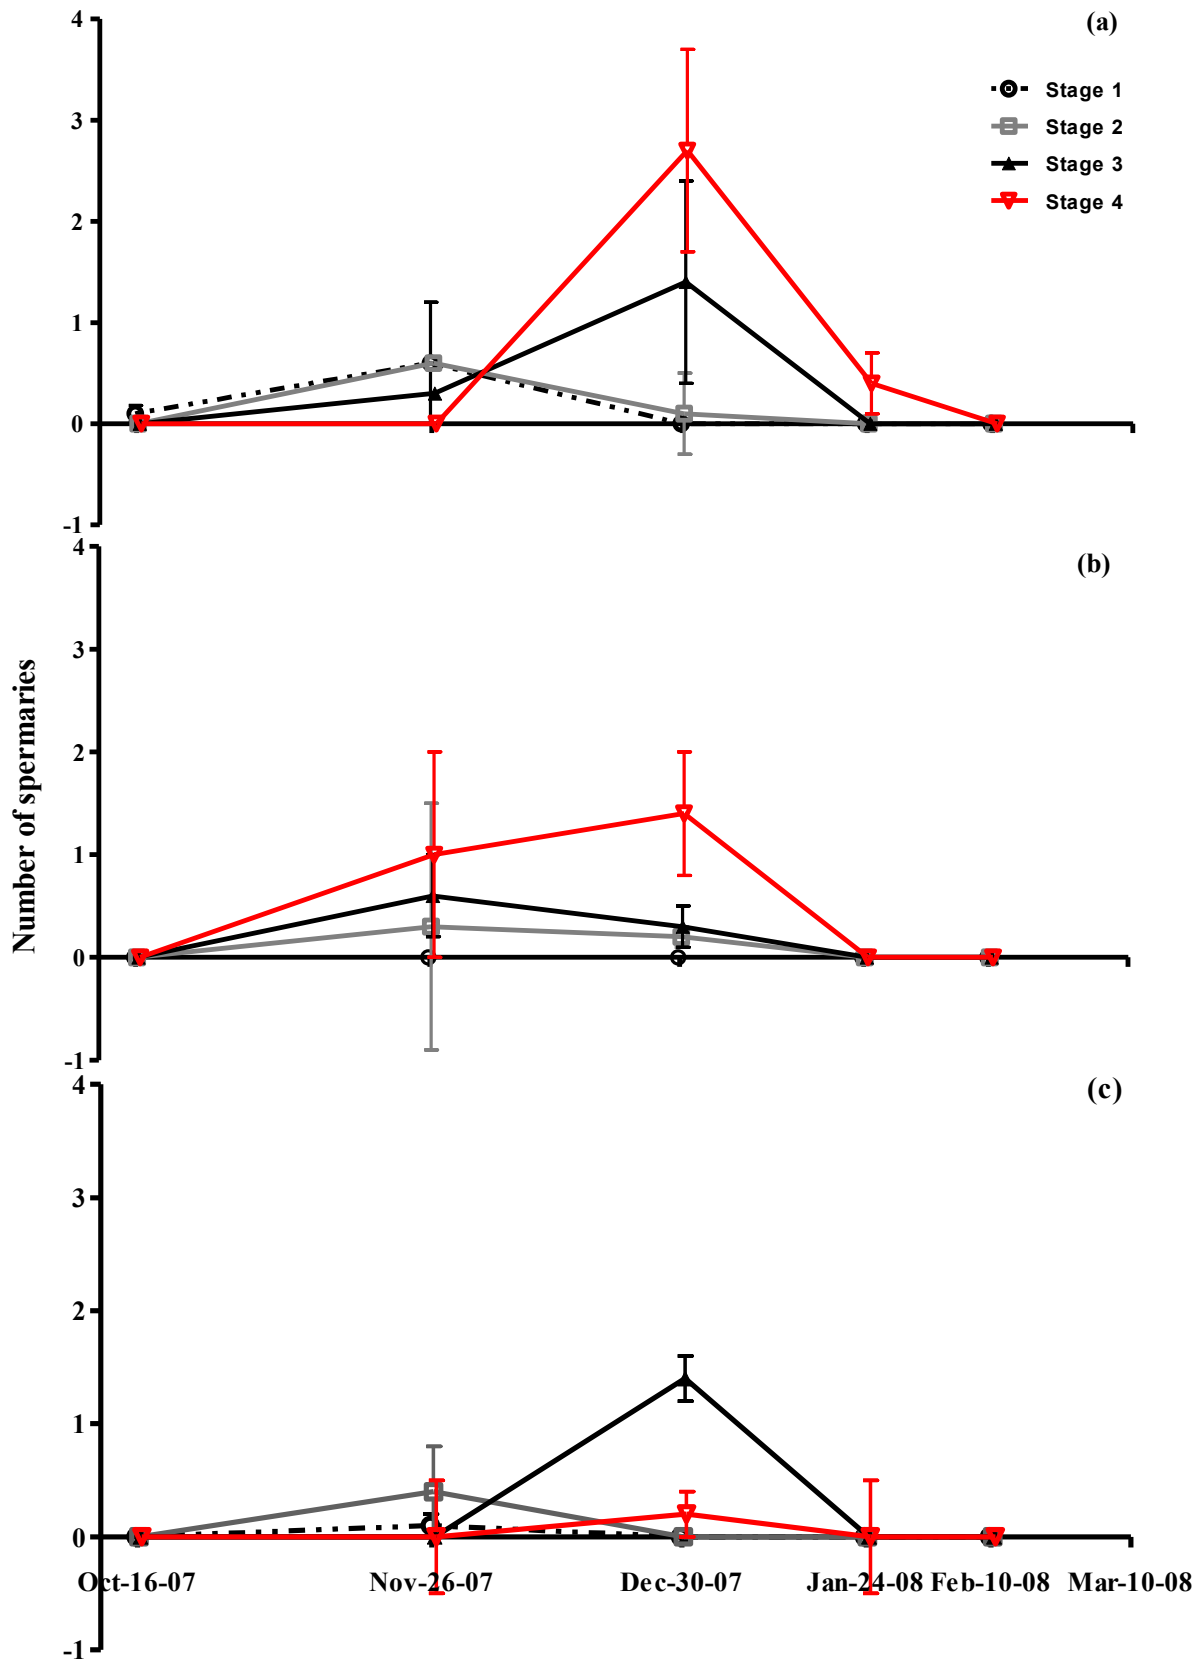 (a)
4
3
2
1
0
-1
Stage 1
Stage 2
Stage 3
Stage 4
Number of spermaries
(b)
4
3
2
1
0
-1
(c)
4
3
2
1
0
-1
Oct-16-07 Nov-26-07 Dec-30-07 Jan-24-08 Feb-10-08 Mar-10-08